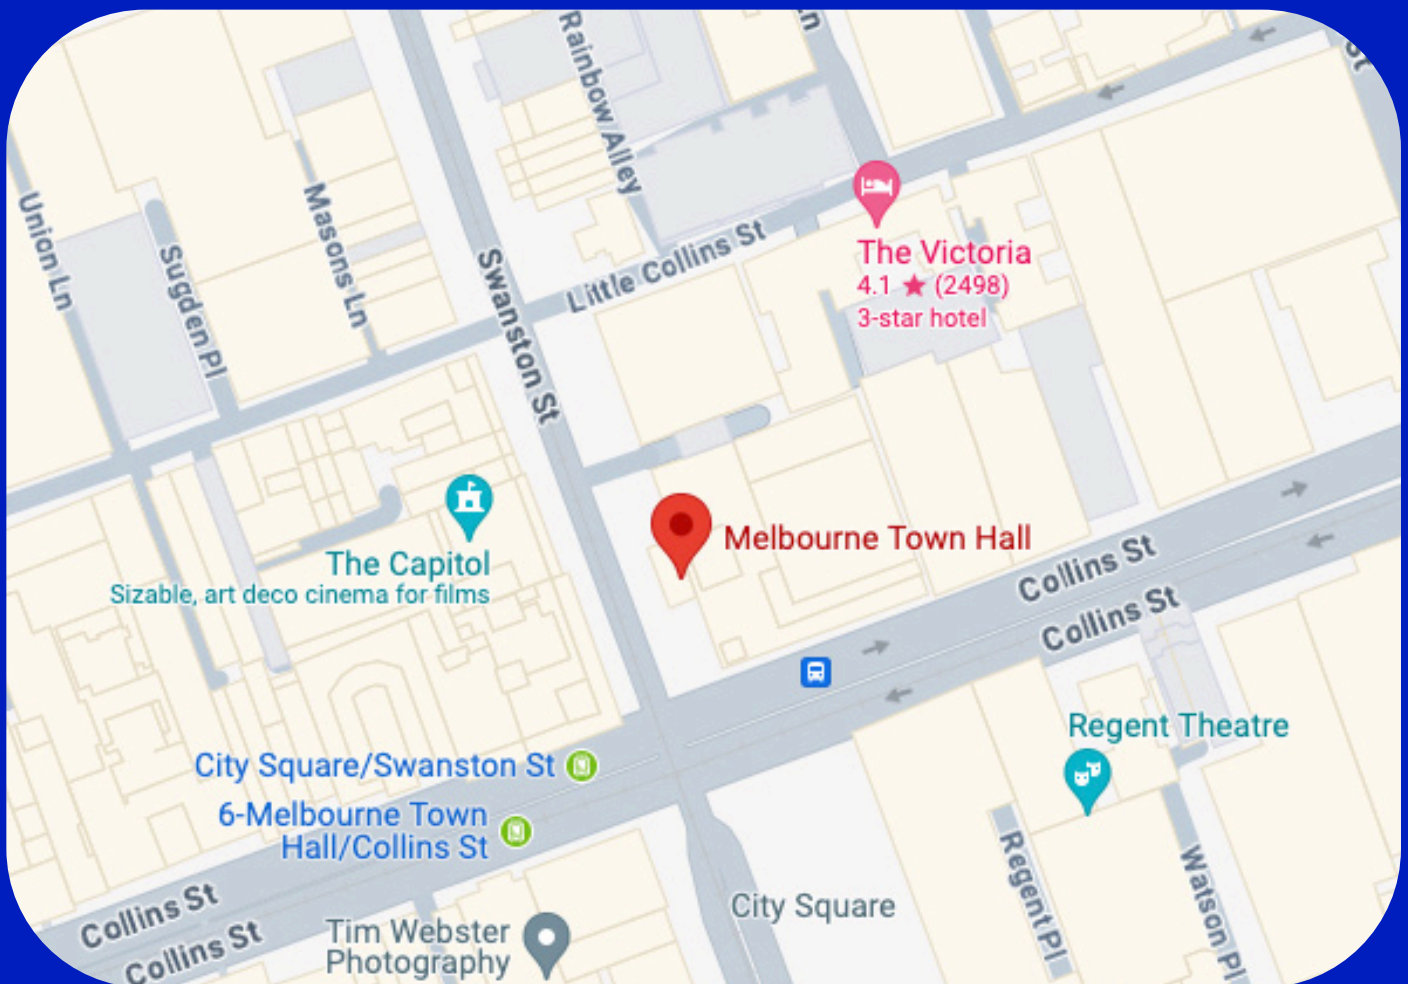 Rainbow Alley
ln
St
Union Ln
Sugden Pl
Masons Ln
Swanston St
Little Collins St
The Victoria
4.1 ★ (2498)
3-star hotel
Melbourne Town Hall
The Capitol
Sizable, art deco cinema for films
Collins St
Collins St
Regent Theatre
City Square/Swanston St
6-Melbourne Town
Hall/Collins St
Regent Pl
Watson Pl
City Square
Collins St
Collins St
Tim Webster
Photography